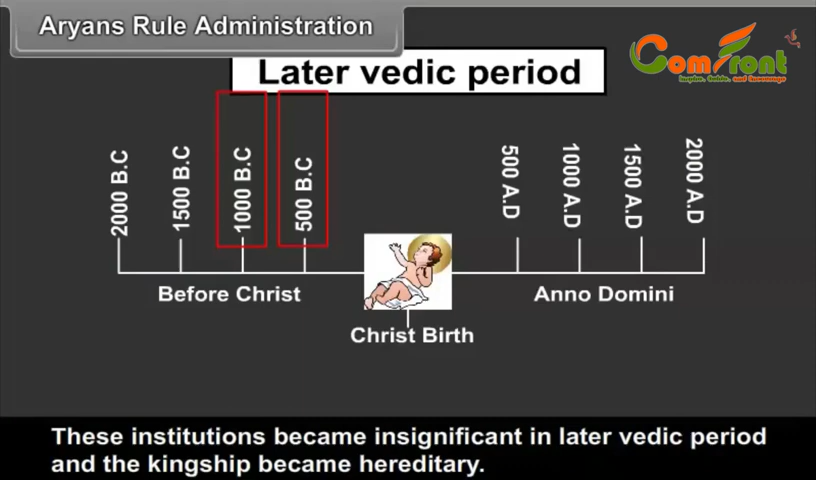 Aryans Rule Administration
ComFront
Later vedic period
2000 B.C
1500 B.C
1000 B.C
500 B.C
500 A.D
1000 A.D
1500 A.D
2000 A.D
Before Christ
Anno Domini
Christ Birth
These institutions became insignificant in later vedic period
and the kingship became hereditary.